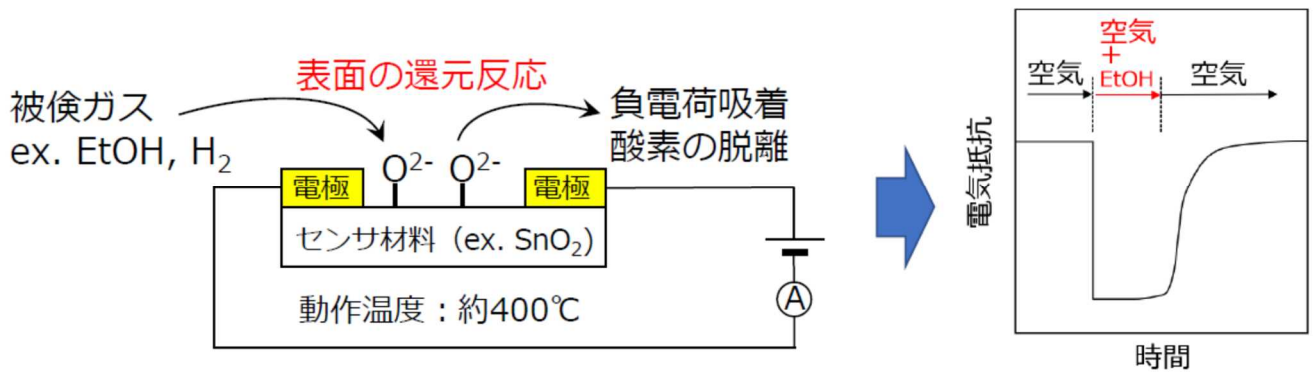 被検ガス
ex. EtOH, H₂
表面の還元反応
負電荷吸着
酸素の脱離
O²⁻ O²⁻
電極
電極
センサ材料（ex. SnO₂）
動作温度：約400℃
A
空気
空気
+
EtOH
空気
電気抵抗
時間